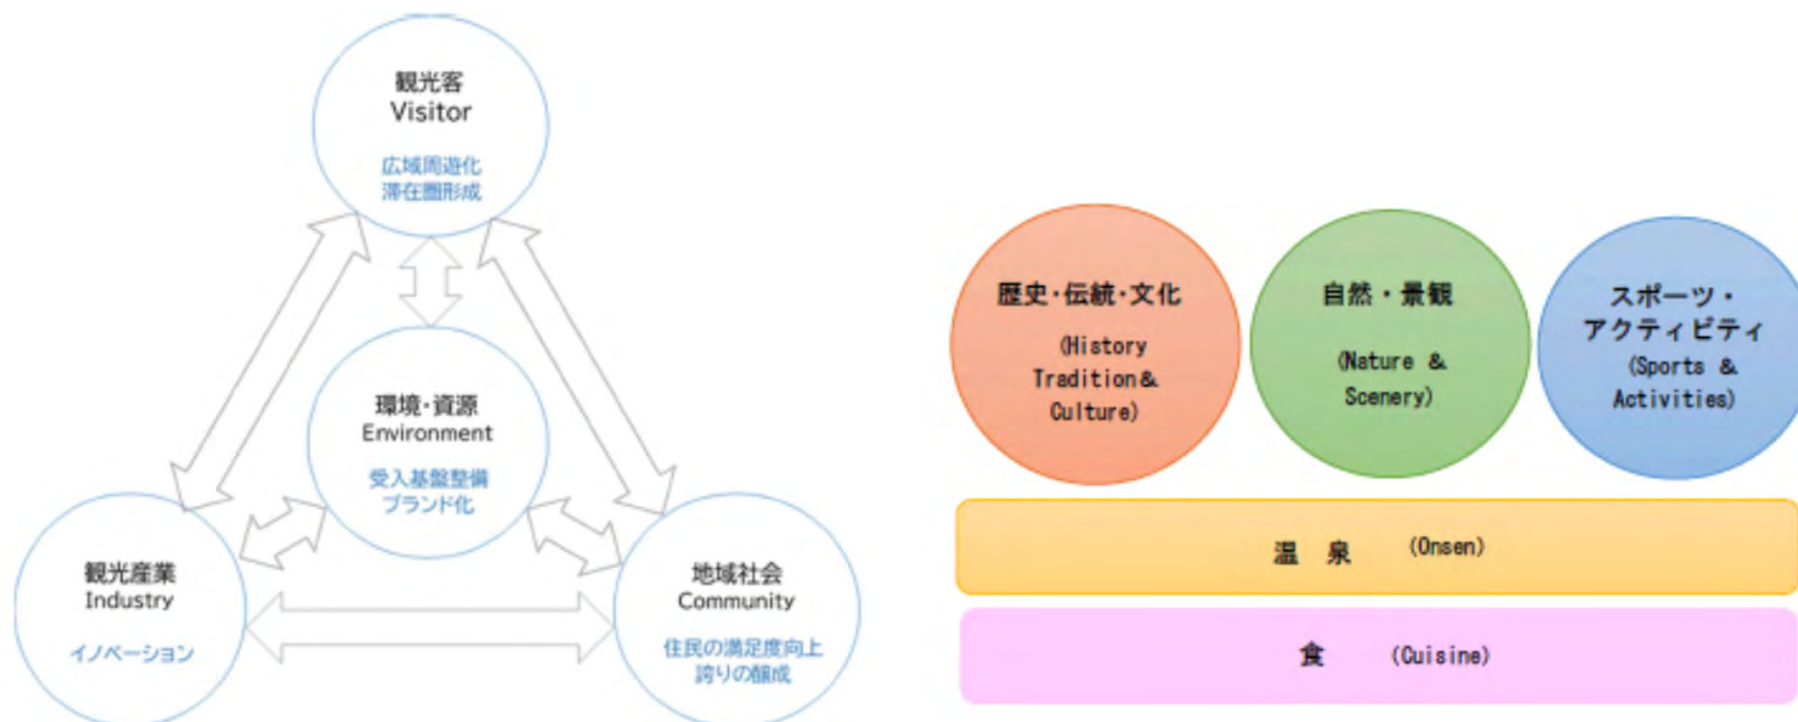 観光客
Visitor
広域周遊化
滞在圏形成
環境・資源
Environment
受入基盤整備
ブランド化
観光産業
Industry
イノベーション
地域社会
Community
住民の満足度向上
誇りの醸成
歴史・伝統・文化
(History
Tradition&
Culture)
自然・景観
(Nature &
Scenery)
スポーツ・
アクティビティ
(Sports &
Activities)
温 泉 (Onsen)
食 (Cuisine)